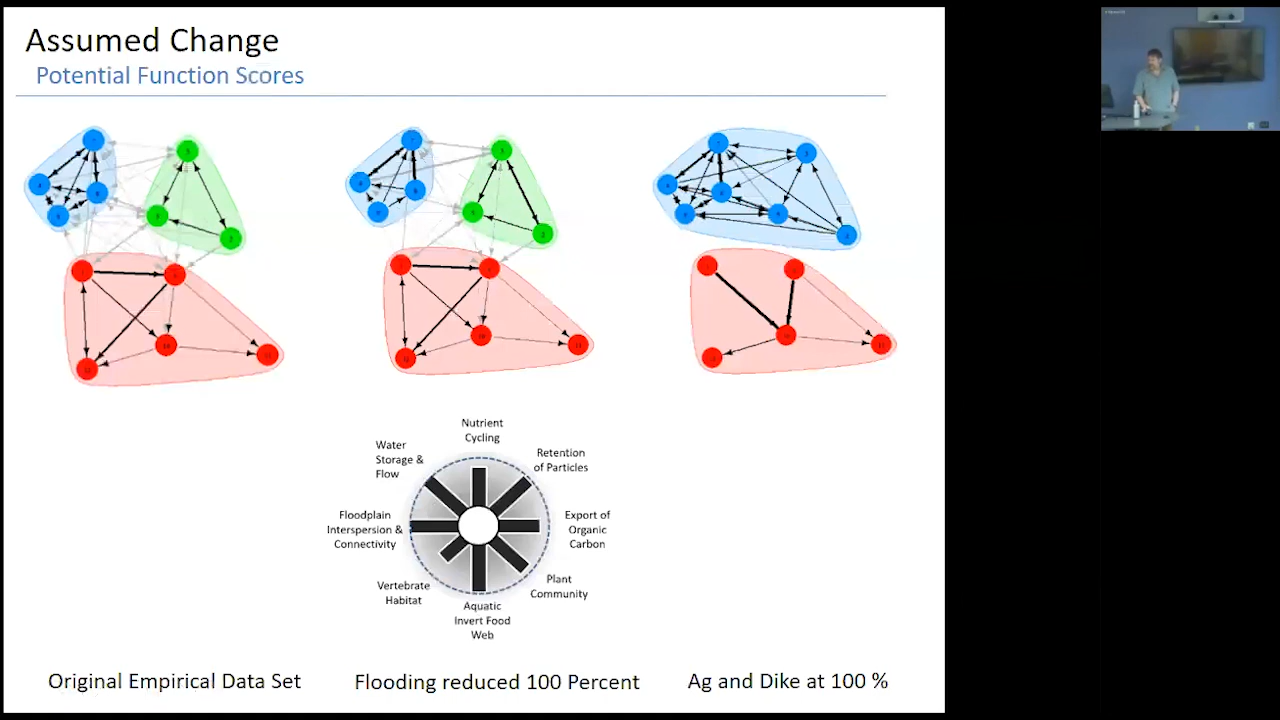 Assumed Change
Potential Function Scores
Nutrient
Cycling
Water
Storage &
Flow
Retention
of Particles
Floodplain
Interspersion &
Connectivity
Export of
Organic
Carbon
Vertebrate
Habitat
Plant
Community
Aquatic
Invert Food
Web
Original Empirical Data Set
Flooding reduced 100 Percent
Ag and Dike at 100 %